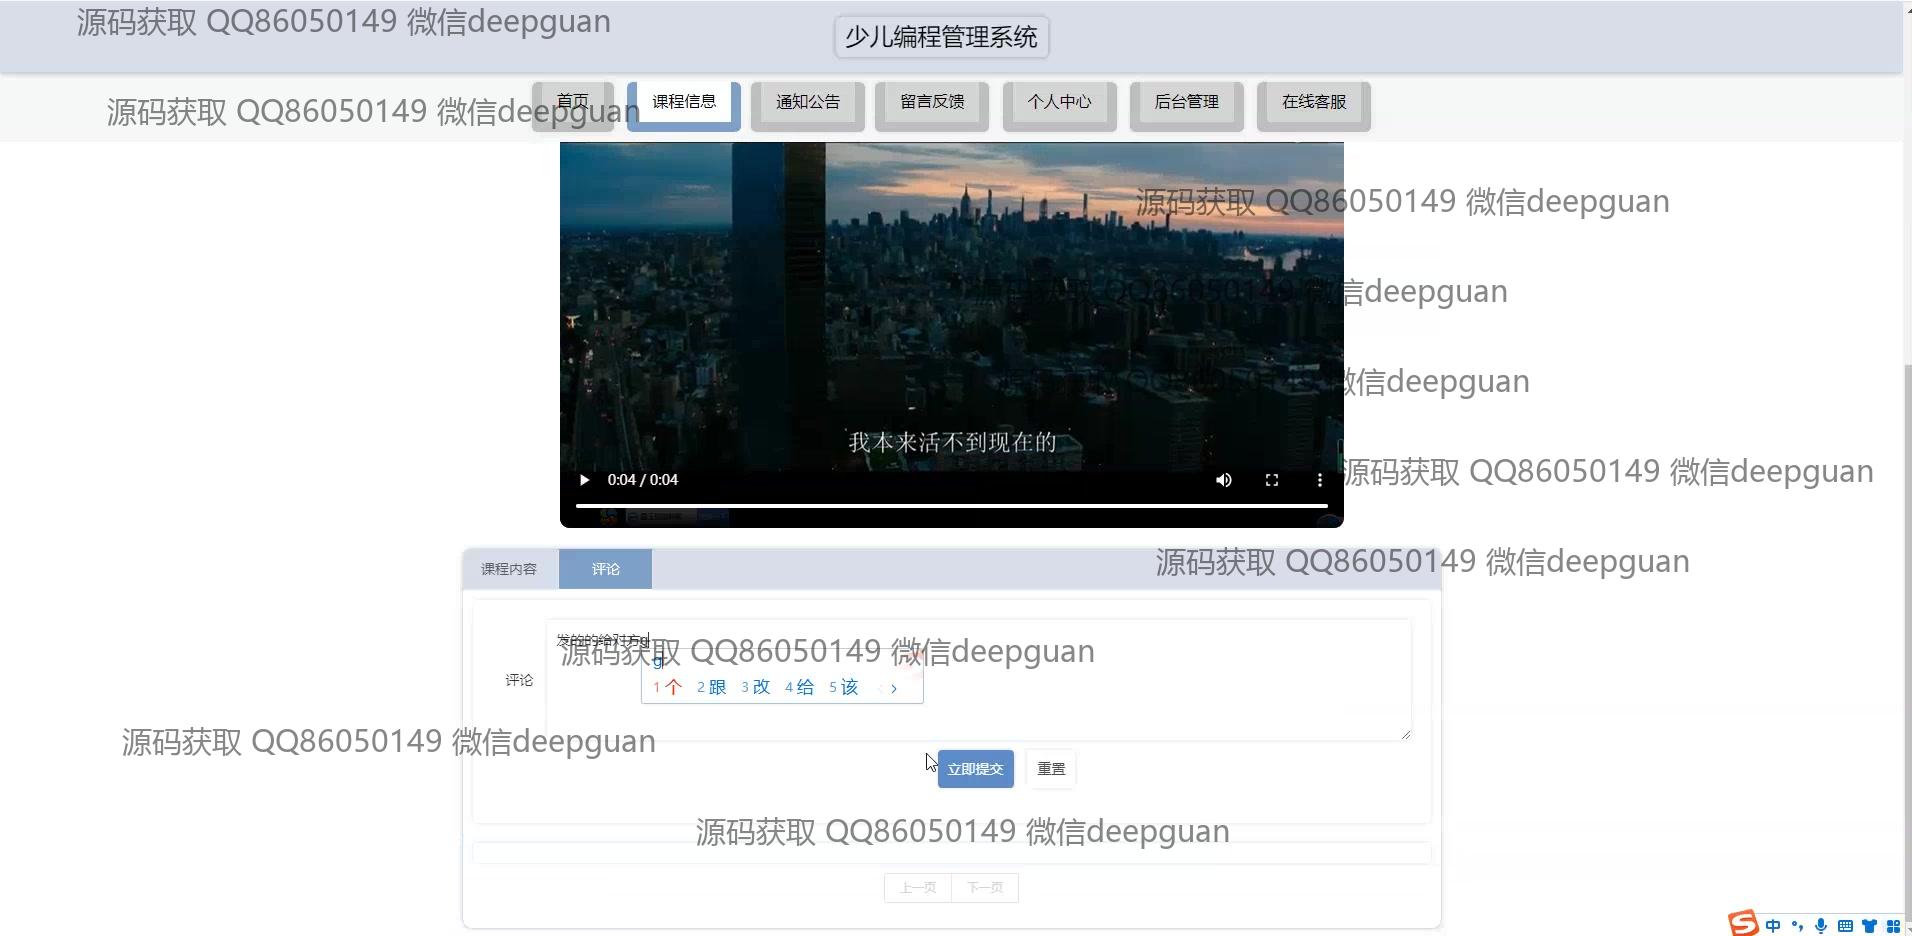 源码获取 QQ86050149 微信deepguan
少儿编程管理系统
首页 课程信息 通知公告 留言反馈 个人中心 后台管理 在线客服
源码获取 QQ86050149 微信deepguan
源码获取 QQ86050149 微信deepguan
源码获取 QQ86050149 微信deepguan
微信deepguan
我本来活不到现在的
源码获取 QQ86050149 微信deepguan
0:04 / 0:04
课程内容 评论
源码获取 QQ86050149 微信deepguan
发的的给对方g
源码获取 QQ86050149 微信deepguan
g
评论
1 个 2 跟 3 改 4 给 5 该
源码获取 QQ86050149 微信deepguan
立即提交 重置
源码获取 QQ86050149 微信deepguan
上一页 下一页
中